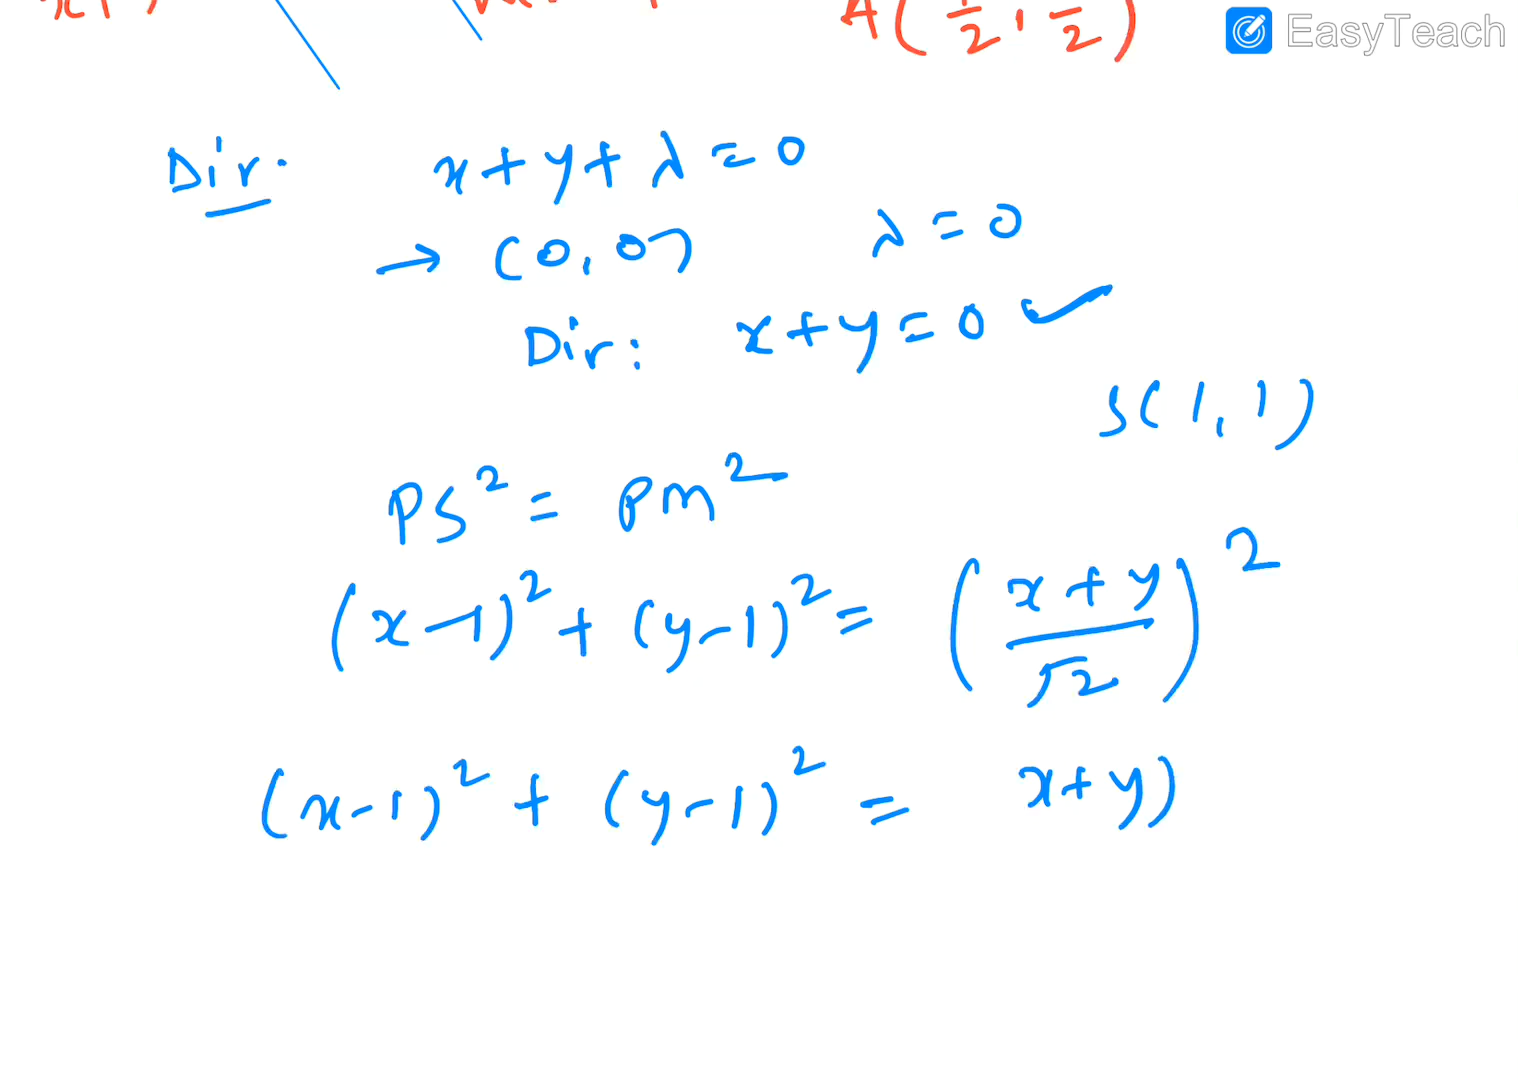 A(1/2, 1/2)
EasyTeach
Dir. x+y+λ=0
→ (0,0) λ=0
Dir: x+y=0 ✓
S(1,1)
PS²= PM²
(x-1)²+(y-1)²= ((x+y)/√2)²
(x-1)²+(y-1)² = x+y)